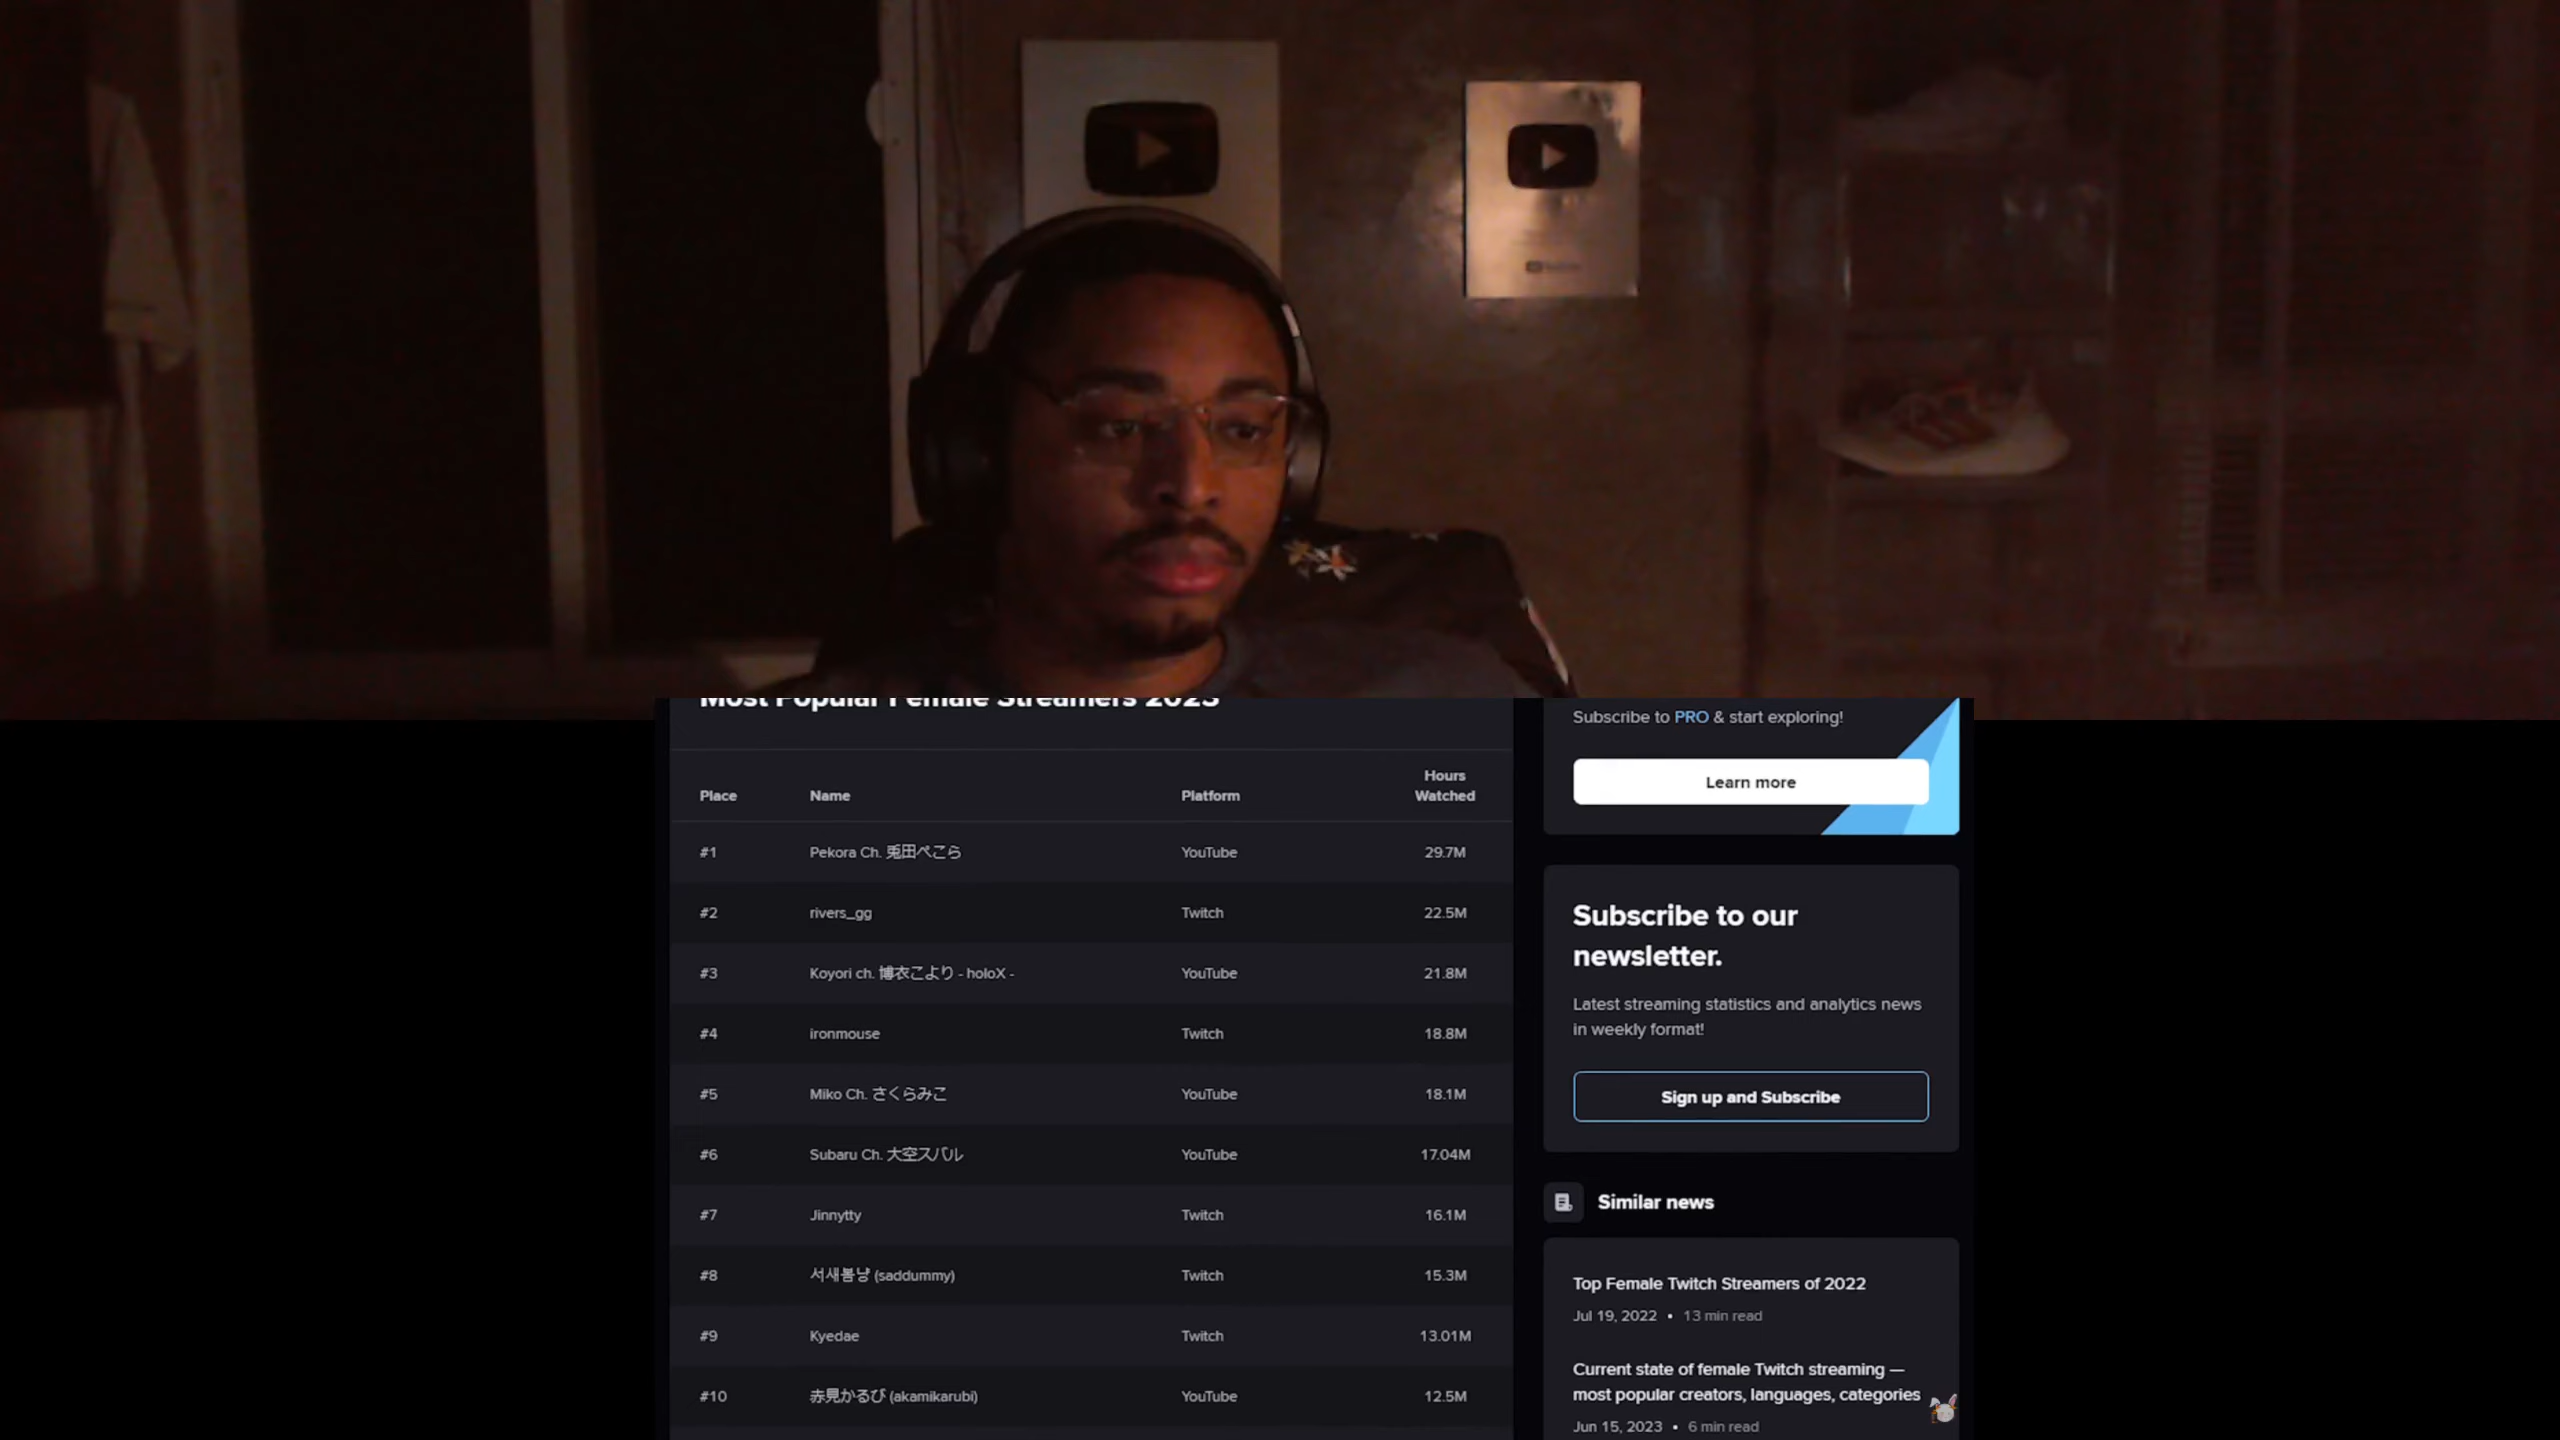 Most Popular Female Streamers 2023
Place Name Platform Hours Watched
#1 Pekora Ch. 兎田ぺこら YouTube 29.7M
#2 rivers_gg Twitch 22.5M
#3 Koyori ch. 博衣こより - holoX - YouTube 21.8M
#4 ironmouse Twitch 18.8M
#5 Miko Ch. さくらみこ YouTube 18.1M
#6 Subaru Ch. 大空スバル YouTube 17.04M
#7 Jinnytty Twitch 16.1M
#8 서새봄냥 (saddummy) Twitch 15.3M
#9 Kyedae Twitch 13.01M
#10 赤見かるび (akamikarubi) YouTube 12.5M
Subscribe to PRO & start exploring!
Learn more
Subscribe to our
newsletter.
Latest streaming statistics and analytics news
in weekly format!
Sign up and Subscribe
Similar news
Top Female Twitch Streamers of 2022
Jul 19, 2022 • 13 min read
Current state of female Twitch streaming —
most popular creators, languages, categories
Jun 15, 2023 • 6 min read